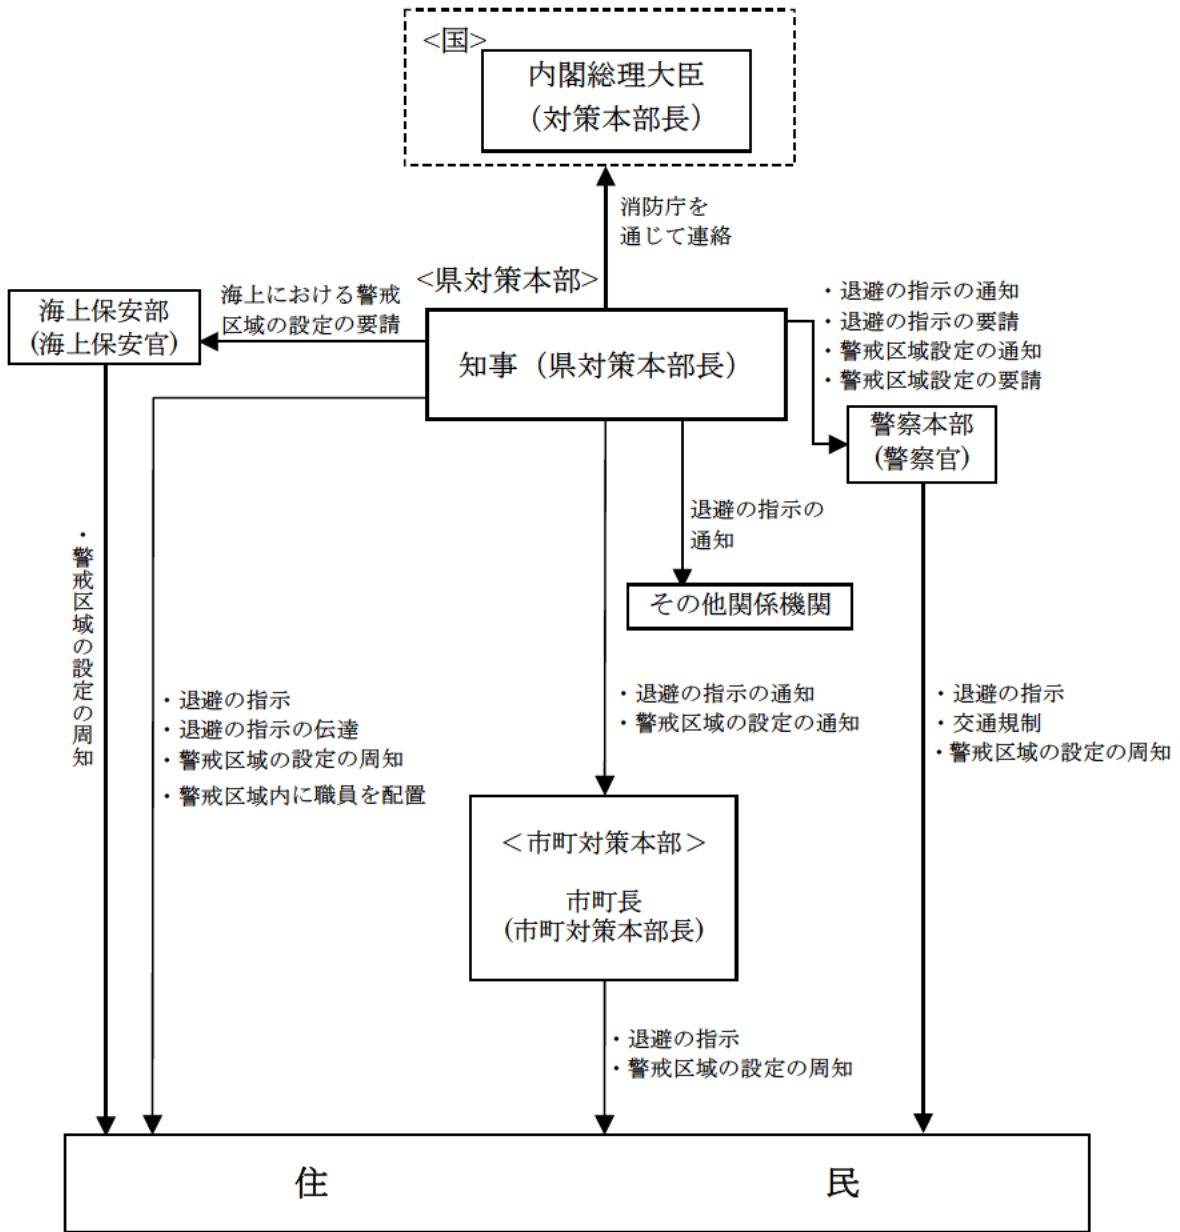 <国>
内閣総理大臣
（対策本部長）
消防庁を
通じて連絡
<県対策本部>
海上における警戒
区域の設定の要請
海上保安部
(海上保安官)
知事（県対策本部長）
・退避の指示の通知
・退避の指示の要請
・警戒区域設定の通知
・警戒区域設定の要請
警察本部
(警察官)
退避の指示の
通知
その他関係機関
・警戒区域の設定の周知
・退避の指示
・退避の指示の伝達
・警戒区域の設定の周知
・警戒区域内に職員を配置
・退避の指示の通知
・警戒区域の設定の通知
・退避の指示
・交通規制
・警戒区域の設定の周知
＜市町対策本部＞
市町長
(市町対策本部長)
・退避の指示
・警戒区域の設定の周知
住 民